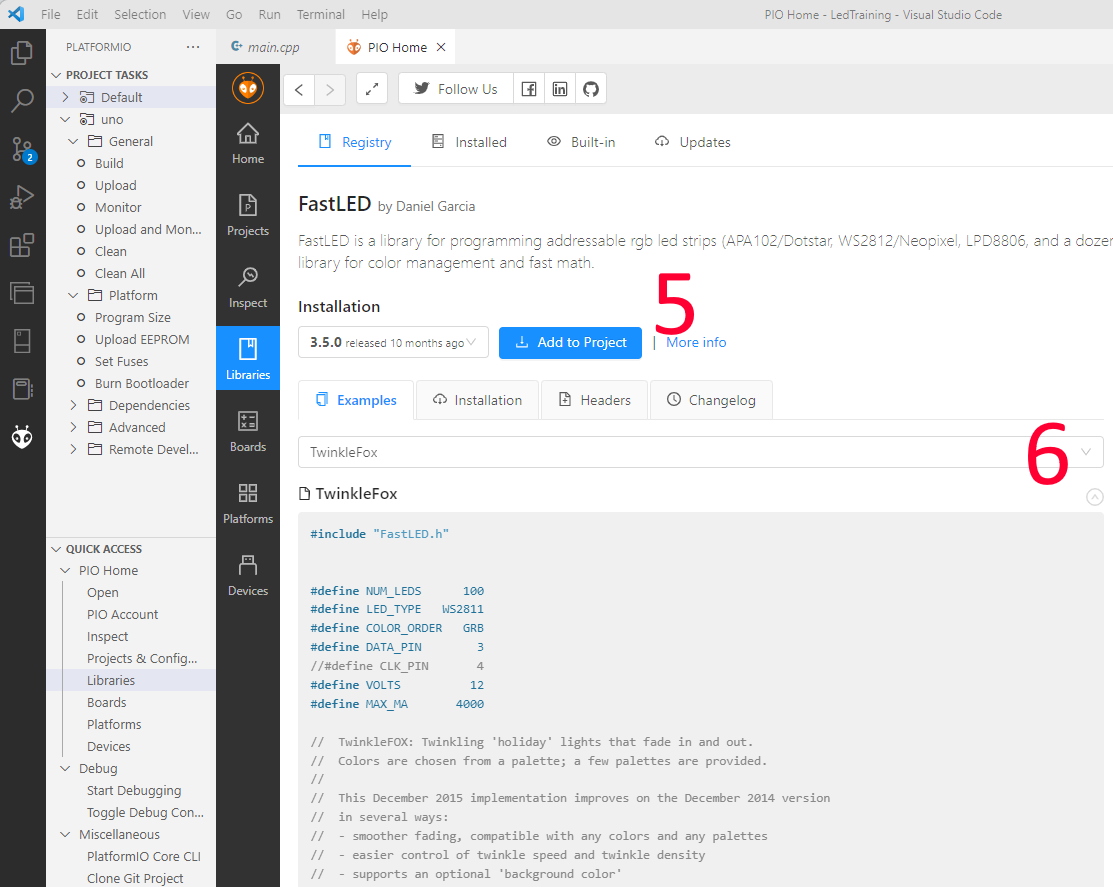 File Edit Selection View Go Run Terminal Help PIO Home - LedTraining - Visual Studio Code
PLATFORMIO ···
PROJECT TASKS
Default
uno
General
Build
Upload
Monitor
Upload and Mon...
Clean
Clean All
Platform
Program Size
Upload EEPROM
Set Fuses
Burn Bootloader
Dependencies
Advanced
Remote Devel...
2
QUICK ACCESS
PIO Home
Open
PIO Account
Inspect
Projects & Config...
Libraries
Boards
Platforms
Devices
Debug
Start Debugging
Toggle Debug Con...
Miscellaneous
PlatformIO Core CLI
Clone Git Project
main.cpp PIO Home
Home
Projects
Inspect
Libraries
Boards
Platforms
Devices
Follow Us
Registry Installed Built-in Updates
FastLED by Daniel Garcia
FastLED is a library for programming addressable rgb led strips (APA102/Dotstar, WS2812/Neopixel, LPD8806, and a dozen
library for color management and fast math.
5
Installation
3.5.0 released 10 months ago Add to Project | More info
Examples Installation Headers Changelog
6
TwinkleFox
TwinkleFox
#include "FastLED.h"
#define NUM_LEDS 100
#define LED_TYPE WS2811
#define COLOR_ORDER GRB
#define DATA_PIN 3
//#define CLK_PIN 4
#define VOLTS 12
#define MAX_MA 4000
// TwinkleFOX: Twinkling 'holiday' lights that fade in and out.
// Colors are chosen from a palette; a few palettes are provided.
//
// This December 2015 implementation improves on the December 2014 version
// in several ways:
// - smoother fading, compatible with any colors and any palettes
// - easier control of twinkle speed and twinkle density
// - supports an optional 'background color'